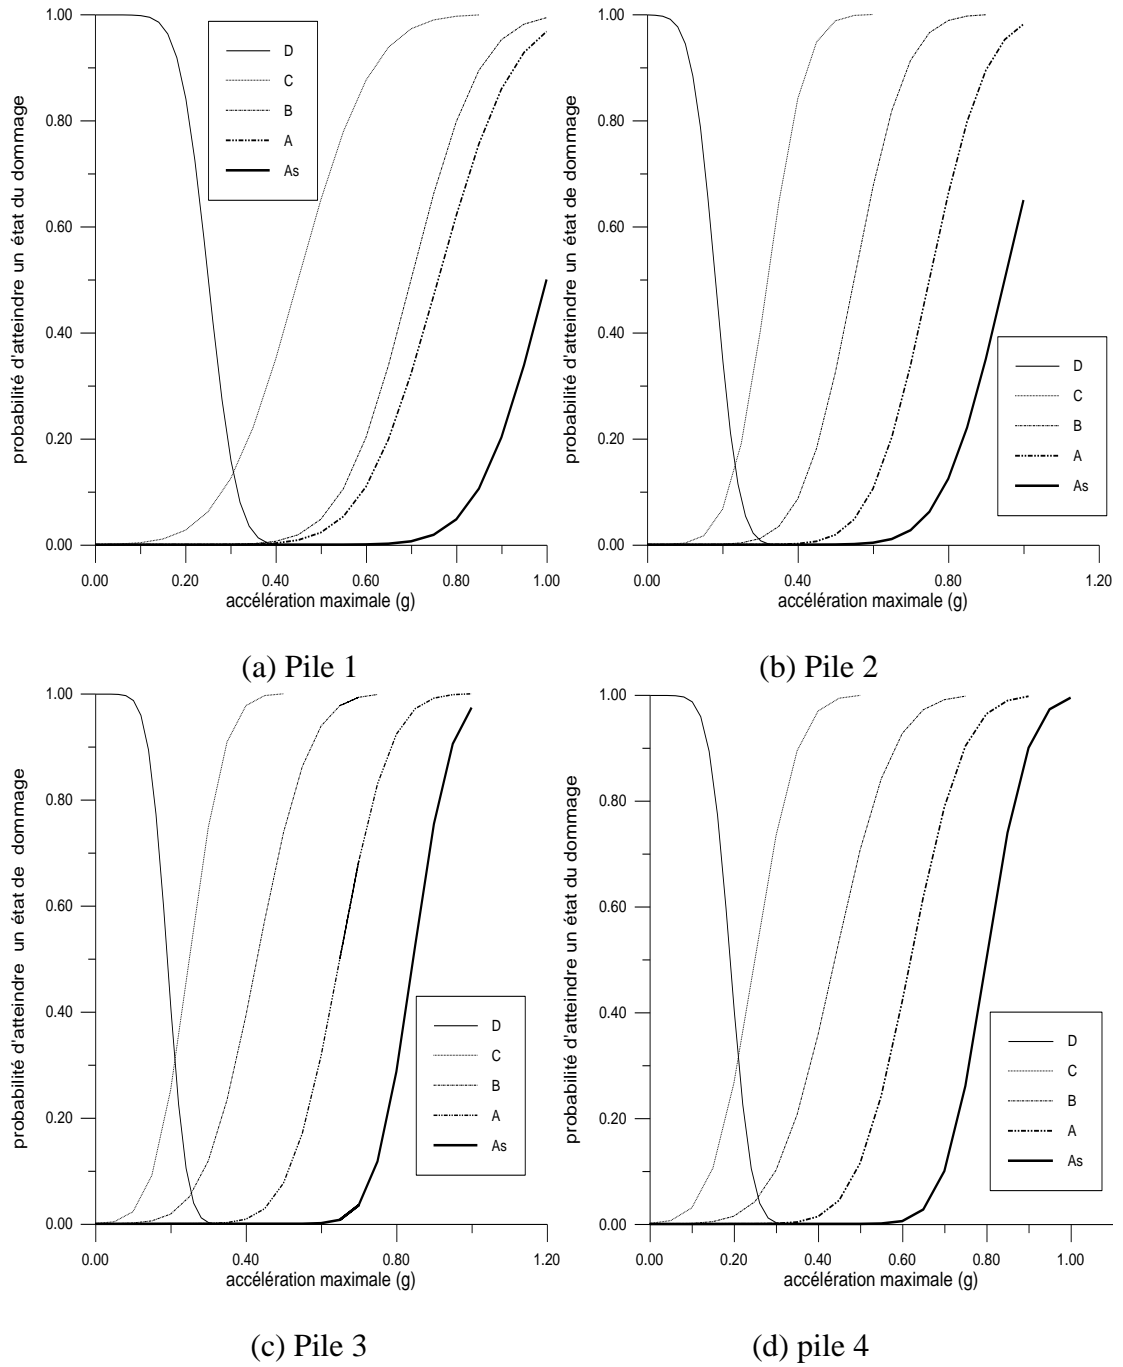 probabilité d'atteindre un état du dommage
1.00
0.80
0.60
0.40
0.20
0.00
D
C
B
A
As
0.00 0.20 0.40 0.60 0.80 1.00
accélération maximale (g)
(a) Pile 1
probabilité d'atteindre un état de dommage
1.00
0.80
0.60
0.40
0.20
0.00
D
C
B
A
As
0.00 0.40 0.80 1.20
accélération maximale (g)
(b) Pile 2
probabilité d'atteindre un état de dommage
1.00
0.80
0.60
0.40
0.20
0.00
D
C
B
A
As
0.00 0.40 0.80 1.20
accélération maximale (g)
(c) Pile 3
probabilité d'atteindre un état du dommage
1.00
0.80
0.60
0.40
0.20
0.00
D
C
B
A
As
0.00 0.20 0.40 0.60 0.80 1.00
accélération maximale (g)
(d) pile 4